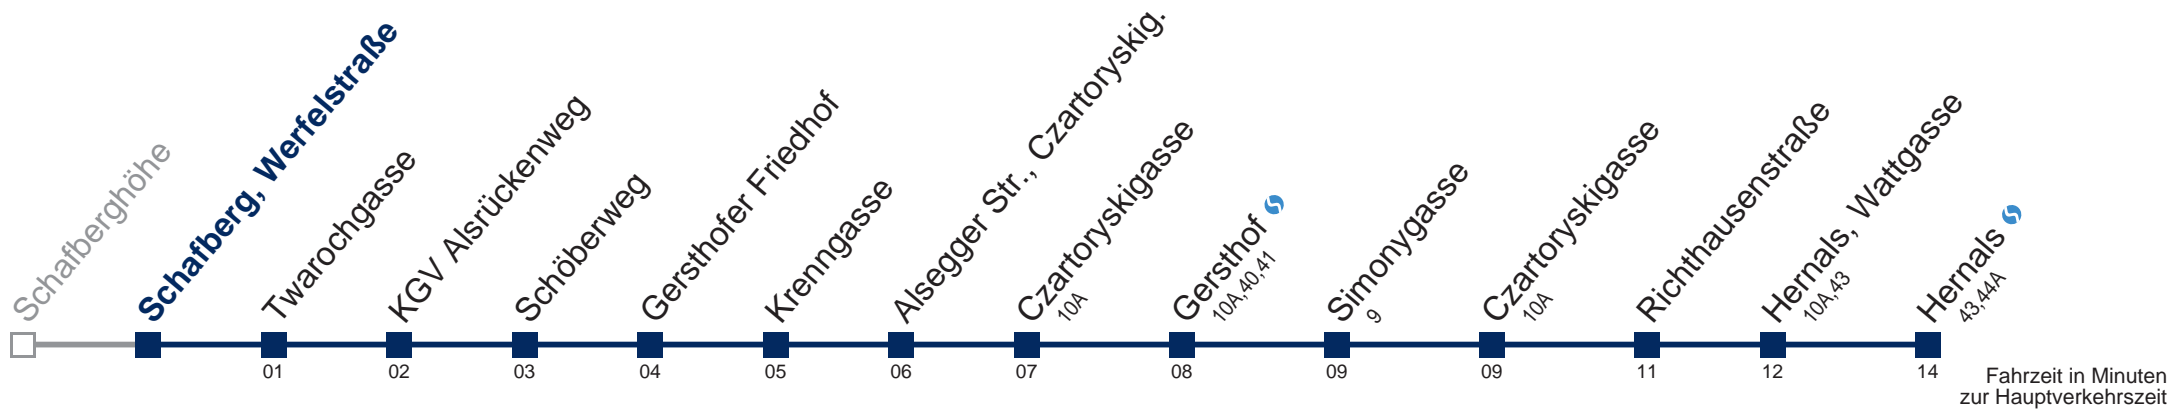 Schafberghöhe
Schafberg, Werfelstraße
Twarochgasse
01
KGV Alsrückenweg
02
Schöberweg
03
Gersthofer Friedhof
04
Krenngasse
05
Alsegger Str., Czartoryskig.
06
Czartoryskigasse
10A
07
Gersthof
10A,40,41
08
Simonygasse
9
09
Czartoryskigasse
10A
09
Richthausenstraße
11
Hernals, Wattgasse
10A,43
12
Hernals
43,44A
14
Fahrzeit in Minuten
zur Hauptverkehrszeit